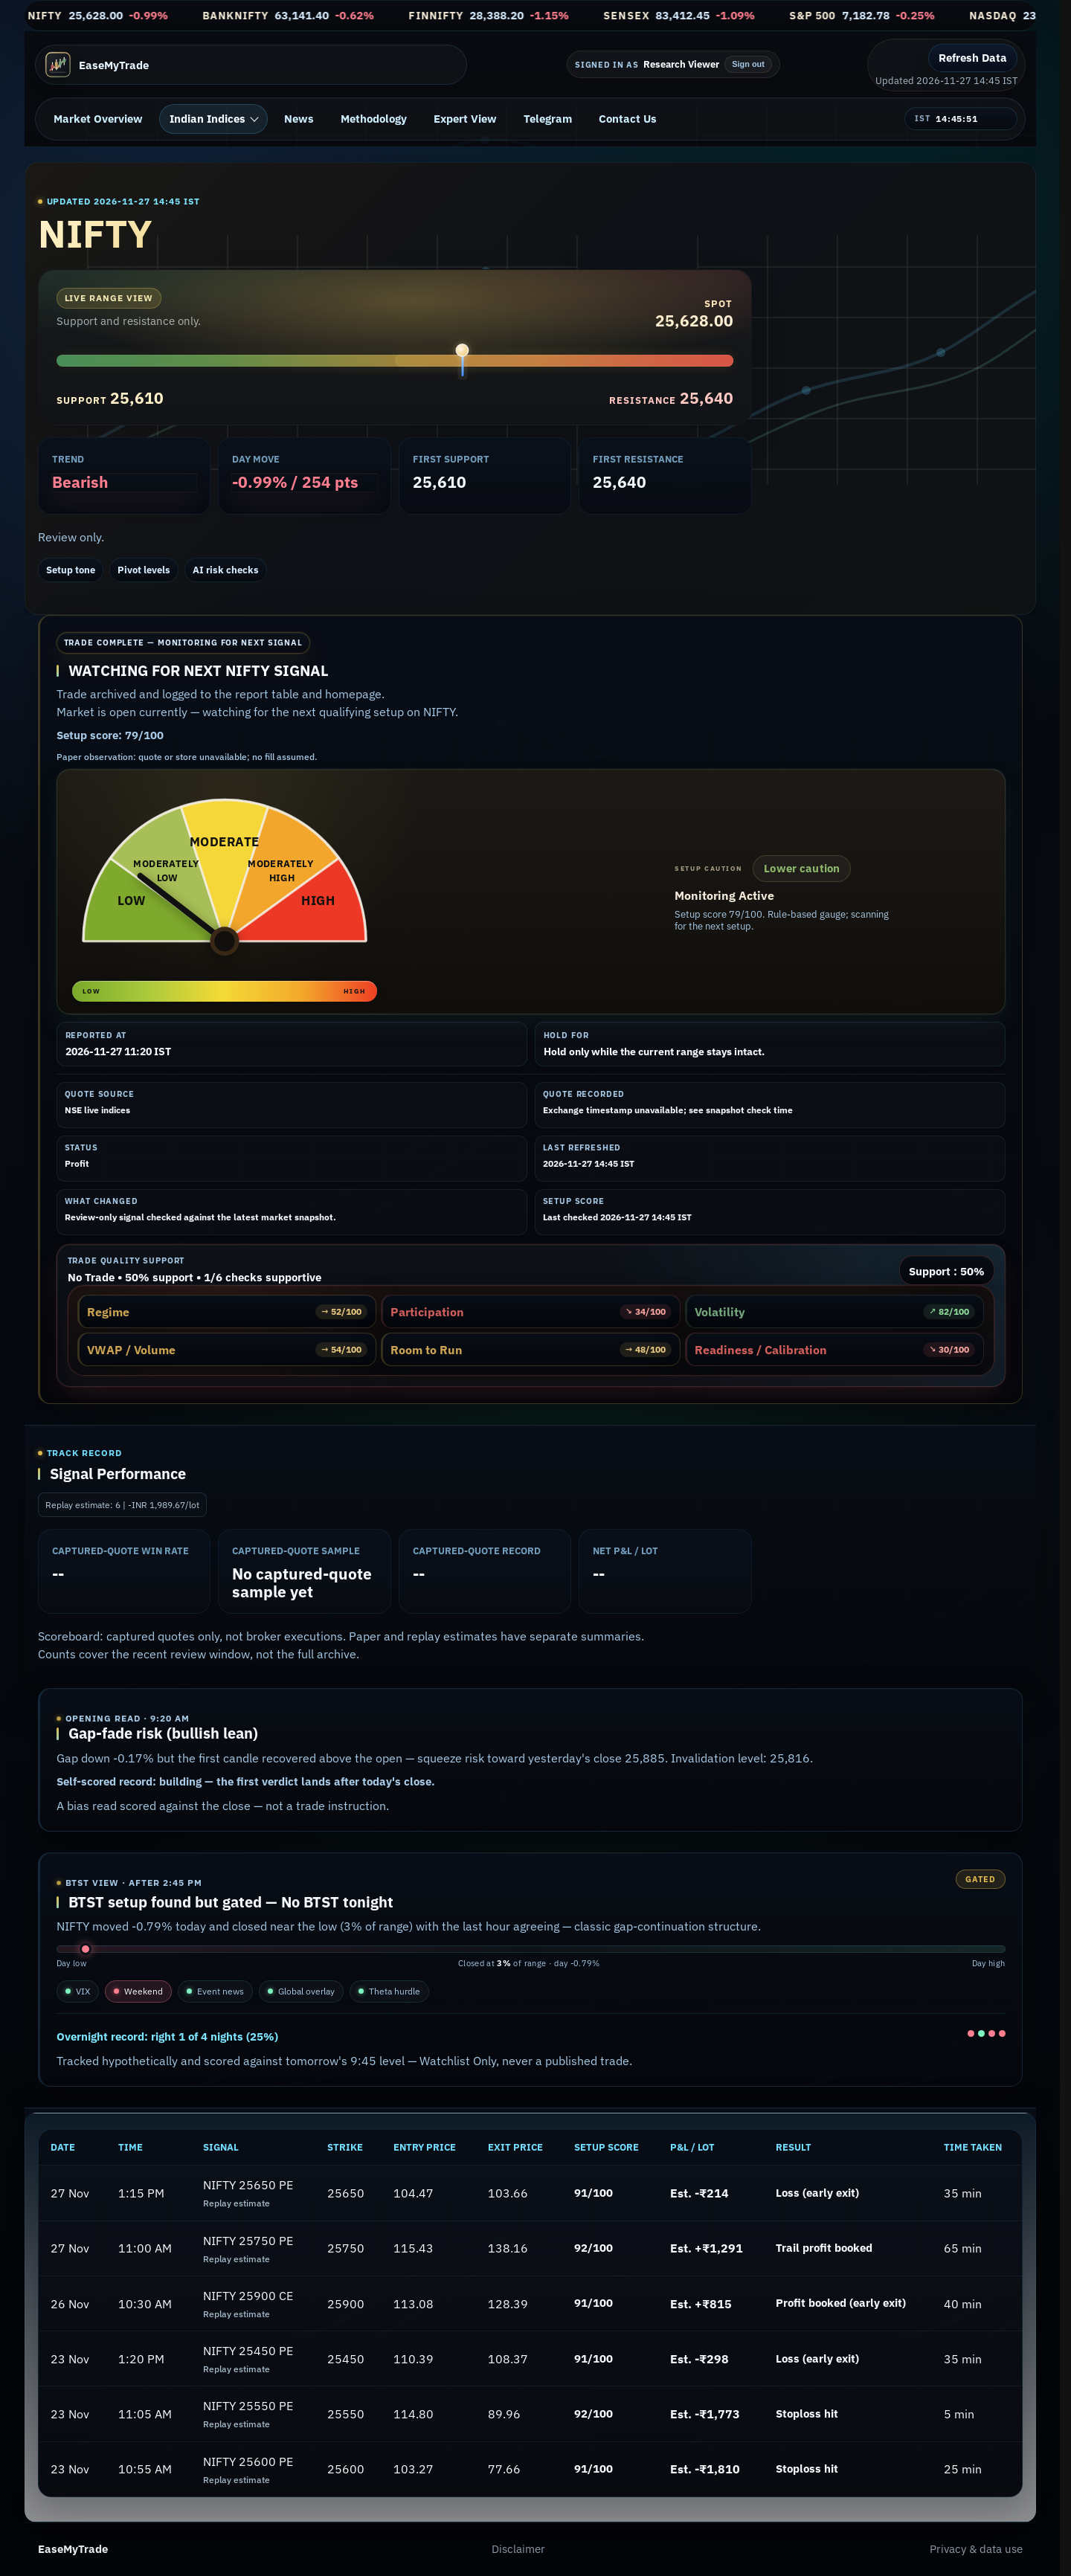 NIFTY 25,628.00 -0.99% BANKNIFTY 63,141.40 -0.62% FINNIFTY 28,388.20 -1.15% SENSEX 83,412.45 -1.09% S&P 500 7,182.78 -0.25% NASDAQ 23
EaseMyTrade
SIGNED IN AS Research Viewer Sign out
Refresh Data
Updated 2026-11-27 14:45 IST
Market Overview Indian Indices News Methodology Expert View Telegram Contact Us IST 14:45:51
UPDATED 2026-11-27 14:45 IST
NIFTY
LIVE RANGE VIEW
Support and resistance only.
SPOT
25,628.00
SUPPORT 25,610 RESISTANCE 25,640
TREND
Bearish
DAY MOVE
-0.99% / 254 pts
FIRST SUPPORT
25,610
FIRST RESISTANCE
25,640
Review only.
Setup tone Pivot levels AI risk checks
TRADE COMPLETE — MONITORING FOR NEXT SIGNAL
WATCHING FOR NEXT NIFTY SIGNAL
Trade archived and logged to the report table and homepage.
Market is open currently — watching for the next qualifying setup on NIFTY.
Setup score: 79/100
Paper observation: quote or store unavailable; no fill assumed.
MODERATE
MODERATELY LOW
MODERATELY HIGH
LOW
HIGH
LOW HIGH
SETUP CAUTION Lower caution
Monitoring Active
Setup score 79/100. Rule-based gauge; scanning
for the next setup.
REPORTED AT
2026-11-27 11:20 IST
HOLD FOR
Hold only while the current range stays intact.
QUOTE SOURCE
NSE live indices
QUOTE RECORDED
Exchange timestamp unavailable; see snapshot check time
STATUS
Profit
LAST REFRESHED
2026-11-27 14:45 IST
WHAT CHANGED
Review-only signal checked against the latest market snapshot.
SETUP SCORE
Last checked 2026-11-27 14:45 IST
TRADE QUALITY SUPPORT
No Trade • 50% support • 1/6 checks supportive
Support : 50%
Regime → 52/100
Participation ↘ 34/100
Volatility ↗ 82/100
VWAP / Volume → 54/100
Room to Run → 48/100
Readiness / Calibration ↘ 30/100
TRACK RECORD
Signal Performance
Replay estimate: 6 | -INR 1,989.67/lot
CAPTURED-QUOTE WIN RATE
--
CAPTURED-QUOTE SAMPLE
No captured-quote
sample yet
CAPTURED-QUOTE RECORD
--
NET P&L / LOT
--
Scoreboard: captured quotes only, not broker executions. Paper and replay estimates have separate summaries.
Counts cover the recent review window, not the full archive.
OPENING READ · 9:20 AM
Gap-fade risk (bullish lean)
Gap down -0.17% but the first candle recovered above the open — squeeze risk toward yesterday's close 25,885. Invalidation level: 25,816.
Self-scored record: building — the first verdict lands after today's close.
A bias read scored against the close — not a trade instruction.
BTST VIEW · AFTER 2:45 PM
GATED
BTST setup found but gated — No BTST tonight
NIFTY moved -0.79% today and closed near the low (3% of range) with the last hour agreeing — classic gap-continuation structure.
Day low Closed at 3% of range · day -0.79% Day high
VIX Weekend Event news Global overlay Theta hurdle
Overnight record: right 1 of 4 nights (25%)
Tracked hypothetically and scored against tomorrow's 9:45 level — Watchlist Only, never a published trade.
DATE TIME SIGNAL STRIKE ENTRY PRICE EXIT PRICE SETUP SCORE P&L / LOT RESULT TIME TAKEN
27 Nov 1:15 PM NIFTY 25650 PE 25650 104.47 103.66 91/100 Est. -₹214 Loss (early exit) 35 min
Replay estimate
27 Nov 11:00 AM NIFTY 25750 PE 25750 115.43 138.16 92/100 Est. +₹1,291 Trail profit booked 65 min
Replay estimate
26 Nov 10:30 AM NIFTY 25900 CE 25900 113.08 128.39 91/100 Est. +₹815 Profit booked (early exit) 40 min
Replay estimate
23 Nov 1:20 PM NIFTY 25450 PE 25450 110.39 108.37 91/100 Est. -₹298 Loss (early exit) 35 min
Replay estimate
23 Nov 11:05 AM NIFTY 25550 PE 25550 114.80 89.96 92/100 Est. -₹1,773 Stoploss hit 5 min
Replay estimate
23 Nov 10:55 AM NIFTY 25600 PE 25600 103.27 77.66 91/100 Est. -₹1,810 Stoploss hit 25 min
Replay estimate
EaseMyTrade Disclaimer Privacy & data use